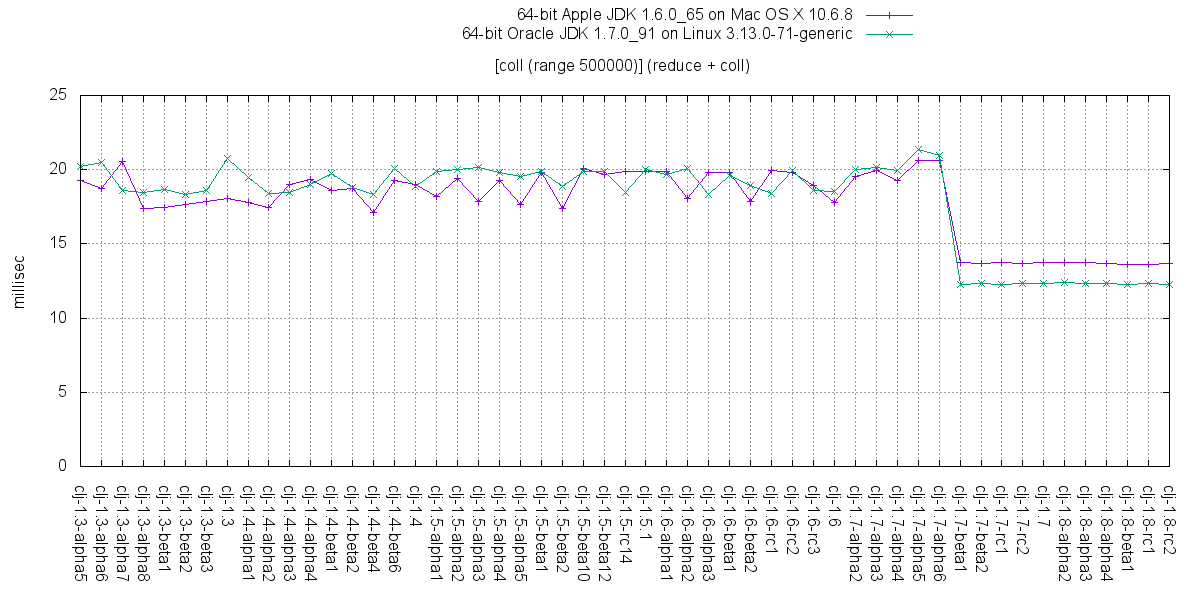 64-bit Apple JDK 1.6.0_65 on Mac OS X 10.6.8
64-bit Oracle JDK 1.7.0_91 on Linux 3.13.0-71-generic
[coll (range 500000)] (reduce + coll)
25
20
15
10
5
0
millisec
clj-1.3-alpha5
clj-1.3-alpha6
clj-1.3-alpha7
clj-1.3-alpha8
clj-1.3-beta1
clj-1.3-beta2
clj-1.3-beta3
clj-1.3
clj-1.4-alpha1
clj-1.4-alpha2
clj-1.4-alpha3
clj-1.4-alpha4
clj-1.4-beta1
clj-1.4-beta2
clj-1.4-beta4
clj-1.4-beta6
clj-1.4
clj-1.5-alpha1
clj-1.5-alpha2
clj-1.5-alpha3
clj-1.5-alpha4
clj-1.5-alpha5
clj-1.5-beta1
clj-1.5-beta2
clj-1.5-beta10
clj-1.5-beta12
clj-1.5-rc14
clj-1.5.1
clj-1.6-alpha1
clj-1.6-alpha2
clj-1.6-alpha3
clj-1.6-beta1
clj-1.6-beta2
clj-1.6-rc1
clj-1.6-rc2
clj-1.6-rc3
clj-1.6
clj-1.7-alpha2
clj-1.7-alpha3
clj-1.7-alpha4
clj-1.7-alpha5
clj-1.7-alpha6
clj-1.7-beta1
clj-1.7-beta2
clj-1.7-rc1
clj-1.7-rc2
clj-1.7
clj-1.8-alpha2
clj-1.8-alpha3
clj-1.8-alpha4
clj-1.8-beta1
clj-1.8-rc1
clj-1.8-rc2